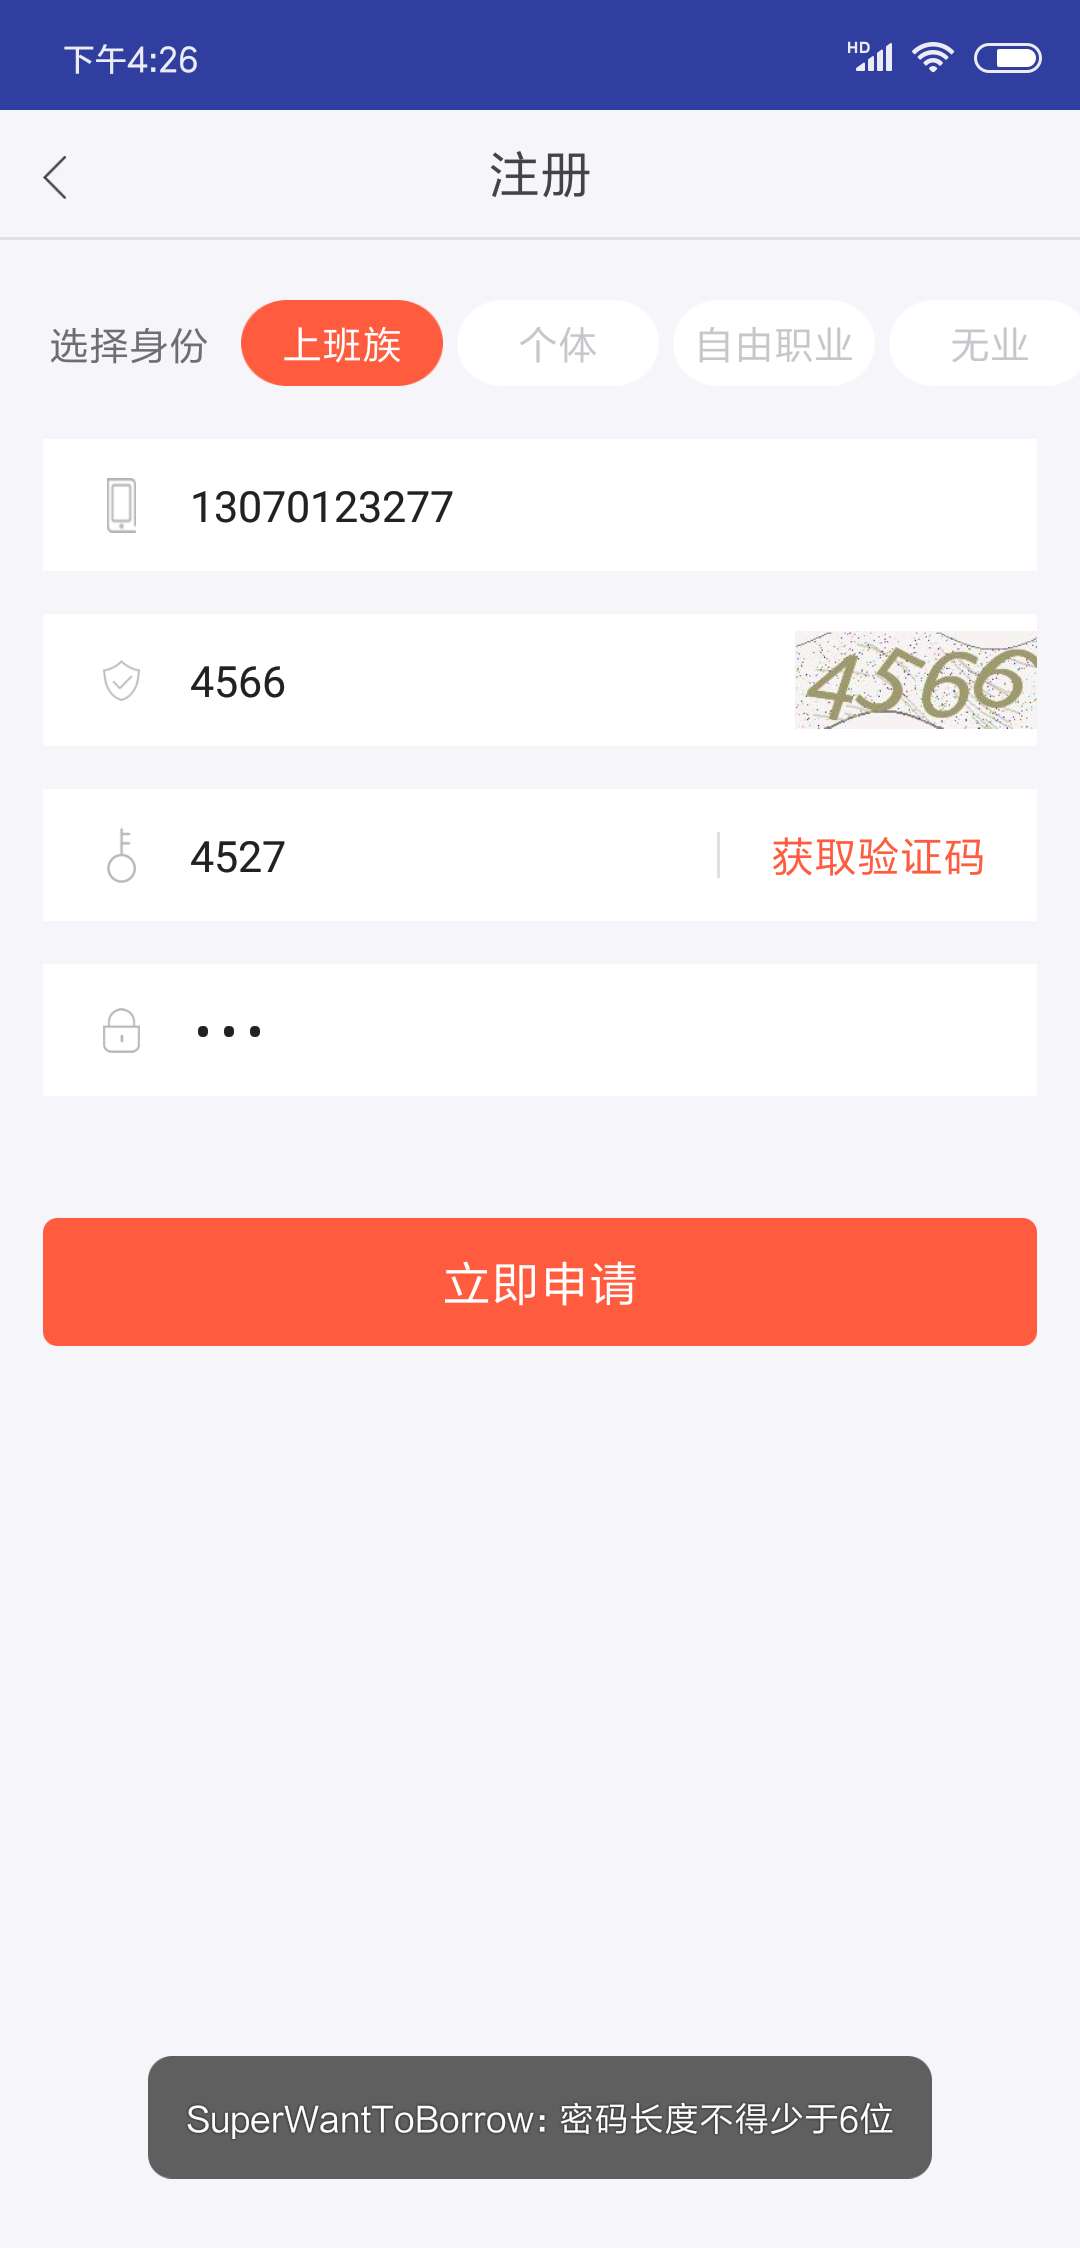 下午4:26
HD
注册
选择身份 上班族 个体 自由职业 无业
13070123277
4566 4566
4527 获取验证码
•••
立即申请
SuperWantToBorrow: 密码长度不得少于6位